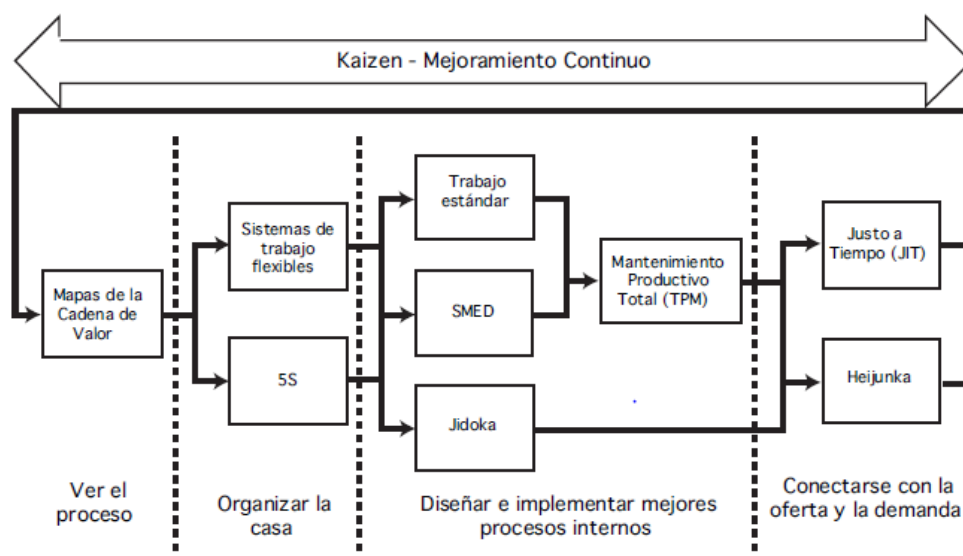 Kaizen - Mejoramiento Continuo
Mapas de la
Cadena de
Valor
Sistemas de
trabajo
flexibles
5S
Trabajo
estándar
SMED
Jidoka
Mantenimiento
Productivo
Total (TPM)
Justo a
Tiempo (JIT)
Heijunka
Ver el
proceso
Organizar la
casa
Diseñar e implementar mejores
procesos internos
Conectarse con la
oferta y la demanda